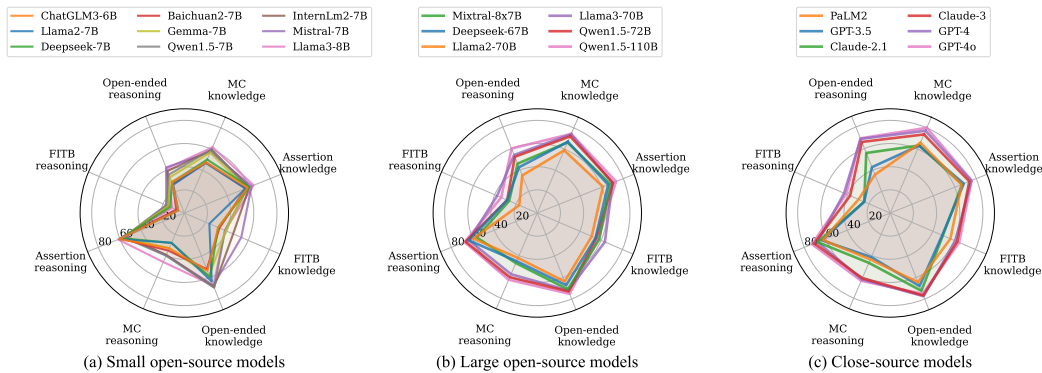 ChatGLM3-6B
Llama2-7B
Deepseek-7B
Baichuan2-7B
Gemma-7B
Qwen1.5-7B
InternLm2-7B
Mistral-7B
Llama3-8B
Open-ended
reasoning
MC
knowledge
Assertion
knowledge
FITB
knowledge
Open-ended
knowledge
MC
reasoning
Assertion
reasoning
FITB
reasoning
20
60
80
(a) Small open-source models
Mixtral-8x7B
Deepseek-67B
Llama2-70B
Llama3-70B
Qwen1.5-72B
Qwen1.5-110B
Open-ended
reasoning
MC
knowledge
Assertion
knowledge
FITB
knowledge
Open-ended
knowledge
MC
reasoning
Assertion
reasoning
FITB
reasoning
20
40
60
80
(b) Large open-source models
PaLM2
GPT-3.5
Claude-2.1
Claude-3
GPT-4
GPT-4o
Open-ended
reasoning
MC
knowledge
Assertion
knowledge
FITB
knowledge
Open-ended
knowledge
MC
reasoning
Assertion
reasoning
FITB
reasoning
20
40
60
80
(c) Close-source models